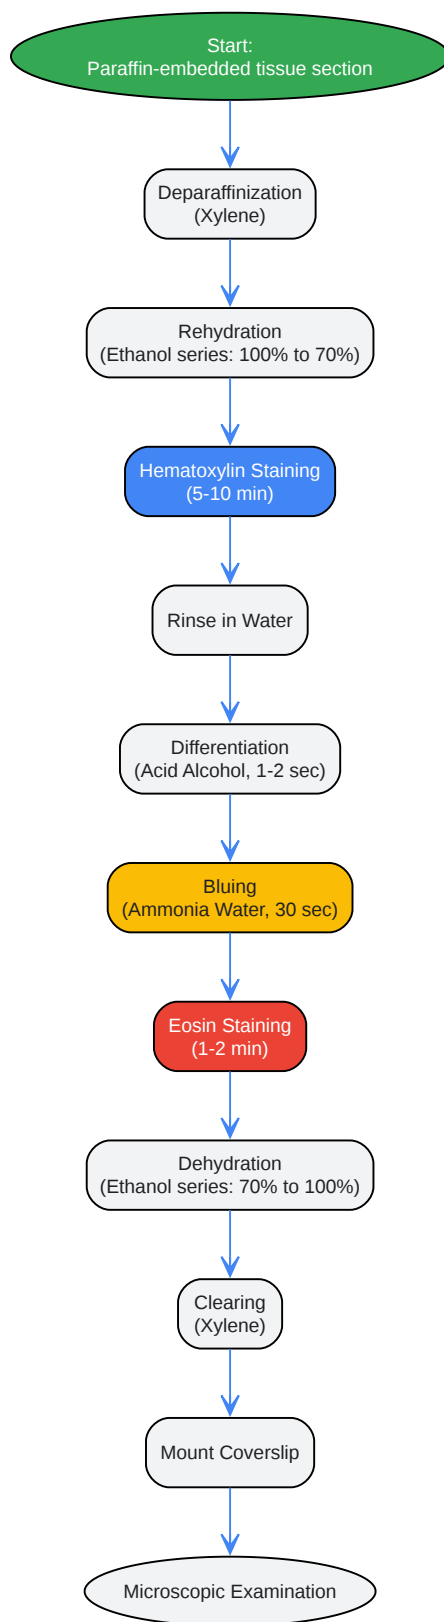 Start:
Paraffin-embedded tissue section
Deparaffinization
(Xylene)
Rehydration
(Ethanol series: 100% to 70%)
Hematoxylin Staining
(5-10 min)
Rinse in Water
Differentiation
(Acid Alcohol, 1-2 sec)
Bluing
(Ammonia Water, 30 sec)
Eosin Staining
(1-2 min)
Dehydration
(Ethanol series: 70% to 100%)
Clearing
(Xylene)
Mount Coverslip
Microscopic Examination